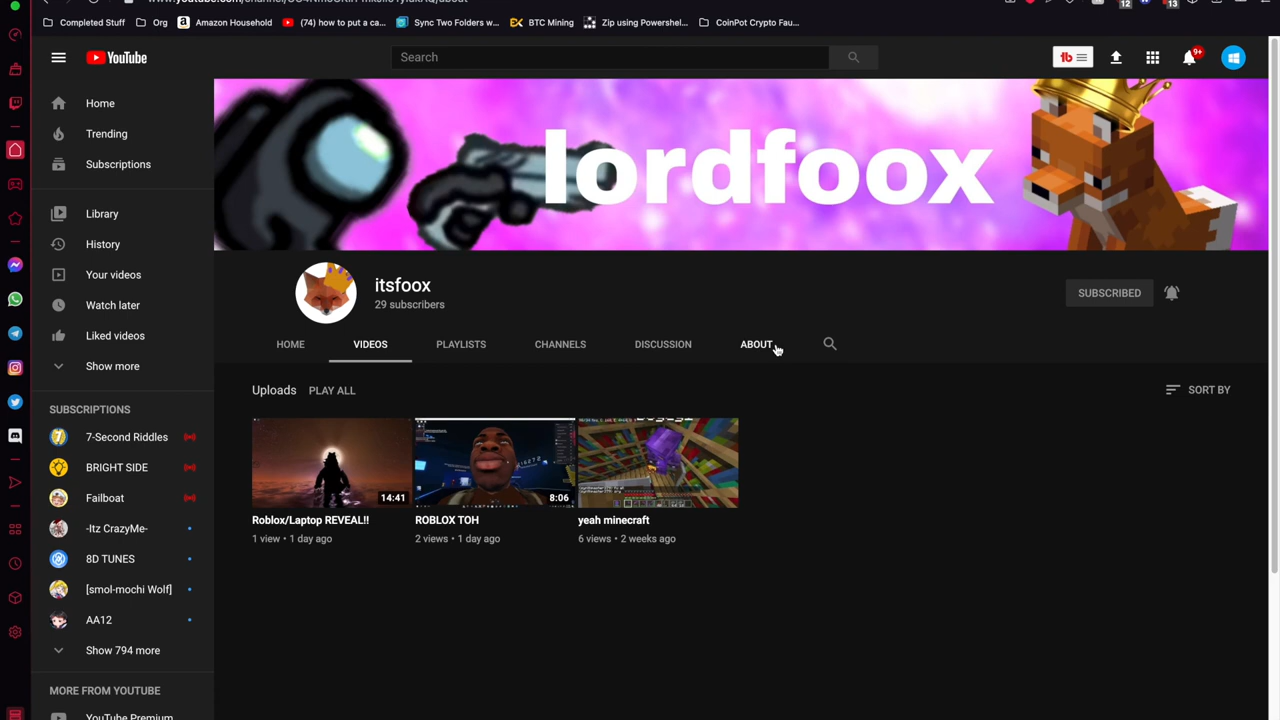 12
13
Completed Stuff
Org
Amazon Household
(74) how to put a ca...
Sync Two Folders w...
BTC Mining
Zip using Powershel...
CoinPot Crypto Fau...
YouTube
Search
tb
9+
Home
Trending
Subscriptions
Library
History
Your videos
Watch later
Liked videos
Show more
SUBSCRIPTIONS
7-Second Riddles
BRIGHT SIDE
Failboat
-Itz CrazyMe-
8D TUNES
[smol-mochi Wolf]
AA12
Show 794 more
MORE FROM YOUTUBE
YouTube Premium
lordfoox
itsfoox
29 subscribers
SUBSCRIBED
HOME VIDEOS PLAYLISTS CHANNELS DISCUSSION ABOUT
Uploads PLAY ALL
SORT BY
14:41
Roblox/Laptop REVEAL!!
1 view • 1 day ago
8:06
ROBLOX TOH
2 views • 1 day ago
yeah minecraft
6 views • 2 weeks ago